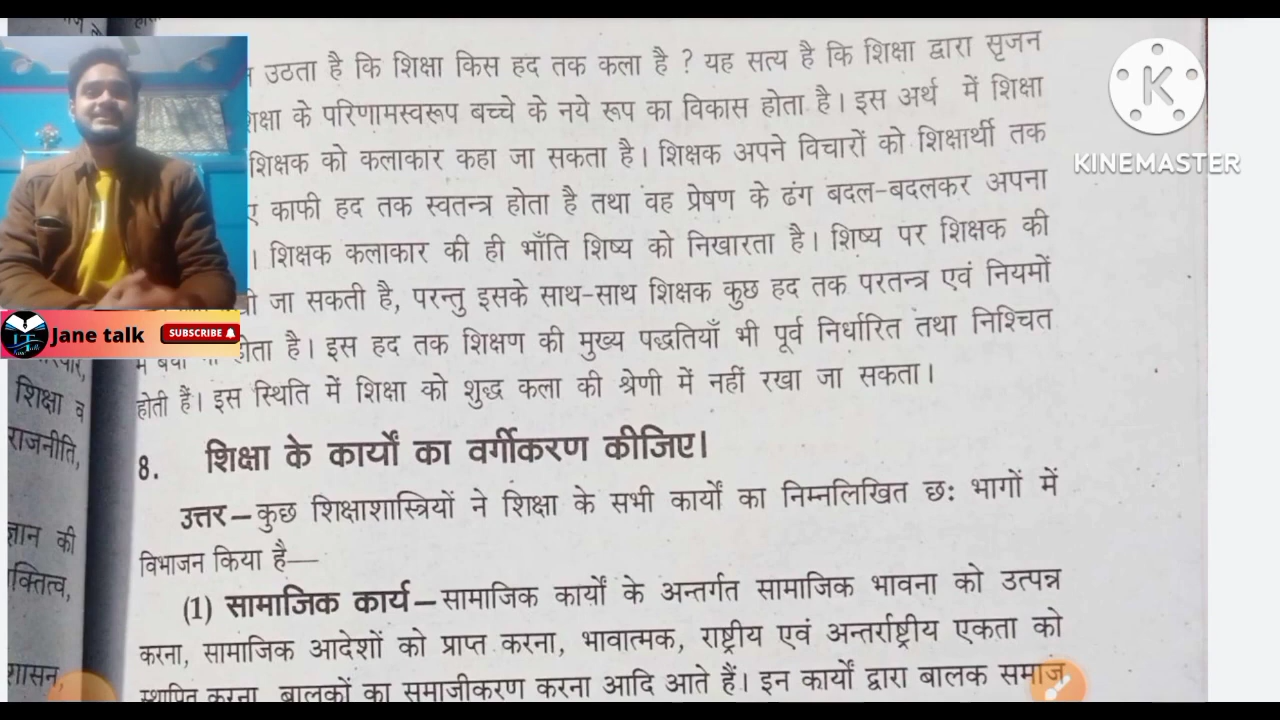 उठता है कि शिक्षा किस हद तक कला है ? यह सत्य है कि शिक्षा द्वारा सृजन
के परिणामस्वरूप बच्चे के नये रूप का विकास होता है। इस अर्थ में शिक्षा
शिक्षक को कलाकार कहा जा सकता है। शिक्षक अपने विचारों को शिक्षार्थी तक
काफी हद तक स्वतन्त्र होता है तथा वह प्रेषण के ढंग बदल-बदलकर अपना
। शिक्षक कलाकार की ही भाँति शिष्य को निखारता है। शिष्य पर शिक्षक की
जा सकती है, परन्तु इसके साथ-साथ शिक्षक कुछ हद तक परतन्त्र एवं नियमों
होता है। इस हद तक शिक्षण की मुख्य पद्धतियाँ भी पूर्व निर्धारित तथा निश्चित
होती हैं। इस स्थिति में शिक्षा को शुद्ध कला की श्रेणी में नहीं रखा जा सकता।
8. शिक्षा के कार्यों का वर्गीकरण कीजिए।
उत्तर—कुछ शिक्षाशास्त्रियों ने शिक्षा के सभी कार्यों का निम्नलिखित छः भागों में
विभाजन किया है—
(1) सामाजिक कार्य—सामाजिक कार्यों के अन्तर्गत सामाजिक भावना को उत्पन्न
करना, सामाजिक आदेशों को प्राप्त करना, भावात्मक, राष्ट्रीय एवं अन्तर्राष्ट्रीय एकता को
स्थापित करना, बालकों का समाजीकरण करना आदि आते हैं। इन कार्यों द्वारा बालक समाज
शिक्षा व
राजनीति,
ज्ञान की
शासन,
Jane talk
SUBSCRIBE
K
KINEMASTER